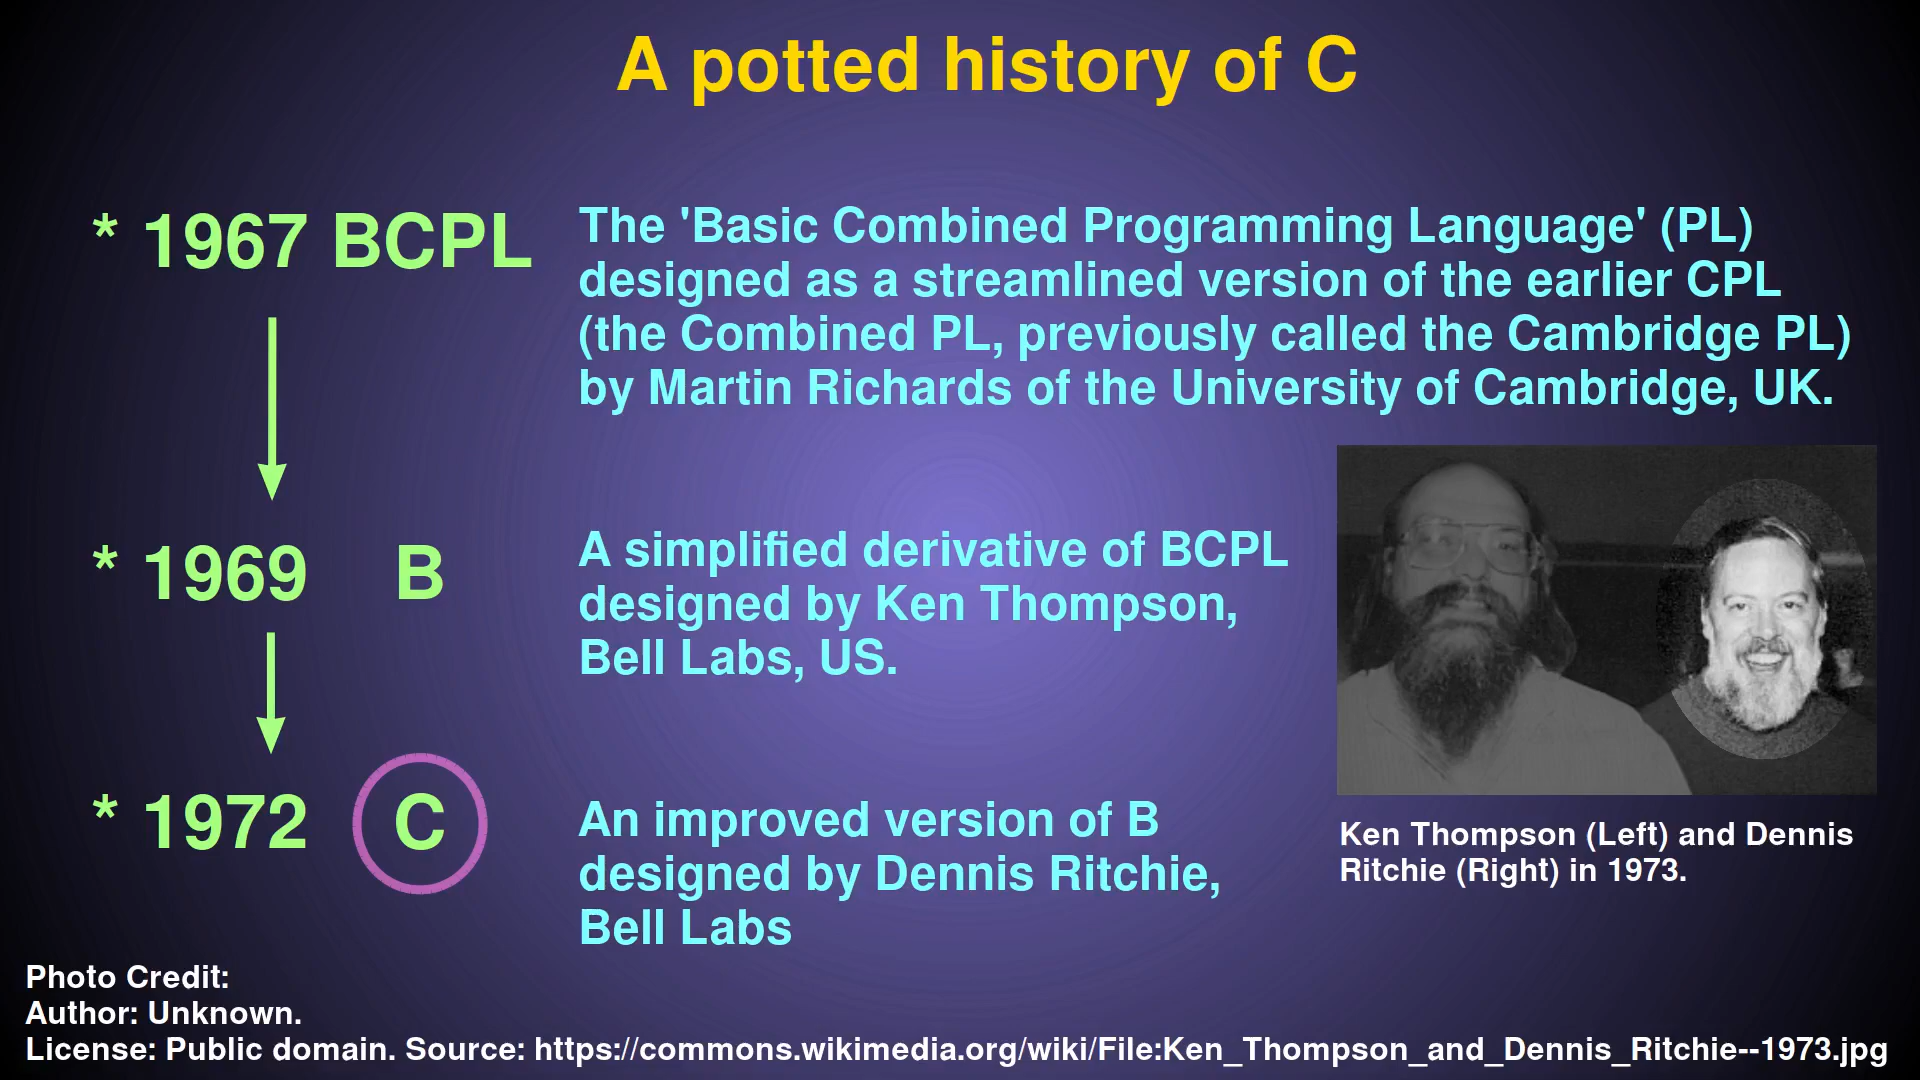 A potted history of C
* 1967 BCPL
The 'Basic Combined Programming Language' (PL)
designed as a streamlined version of the earlier CPL
(the Combined PL, previously called the Cambridge PL)
by Martin Richards of the University of Cambridge, UK.
* 1969 B
A simplified derivative of BCPL
designed by Ken Thompson,
Bell Labs, US.
* 1972 C
An improved version of B
designed by Dennis Ritchie,
Bell Labs
Ken Thompson (Left) and Dennis
Ritchie (Right) in 1973.
Photo Credit:
Author: Unknown.
License: Public domain. Source: https://commons.wikimedia.org/wiki/File:Ken_Thompson_and_Dennis_Ritchie--1973.jpg